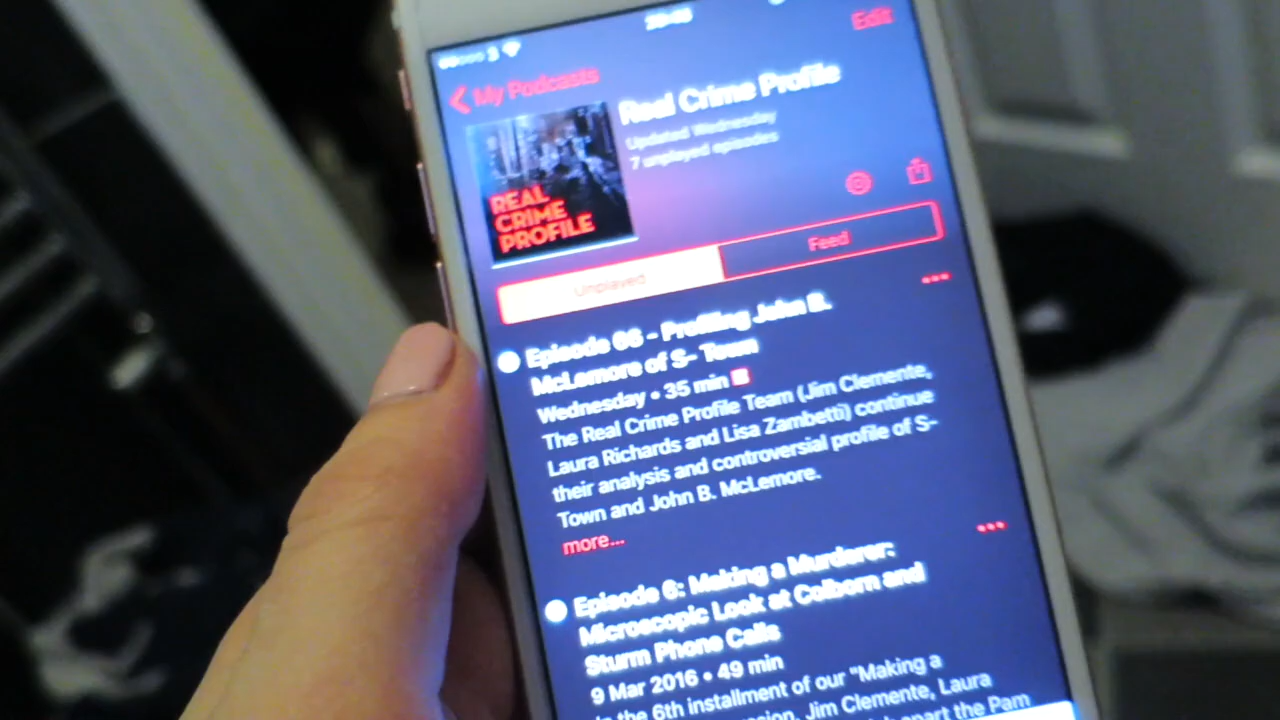 3
Edit
My Podcasts
Real Crime Profile
Updated Wednesday
7 unplayed episodes
REAL
CRIME
PROFILE
Unplayed
Feed
Episode 66 - Profiling John B.
McLemore of S- Town
Wednesday • 35 min
The Real Crime Profile Team (Jim Clemente,
Laura Richards and Lisa Zambetti) continue
their analysis and controversial profile of S-
Town and John B. McLemore.
more...
Episode 6: Making a Murderer:
Microscopic Look at Colborn and
Sturm Phone Calls
9 Mar 2016 • 49 min
In the 6th installment of our "Making a
Jim Clemente, Laura
apart the Pam